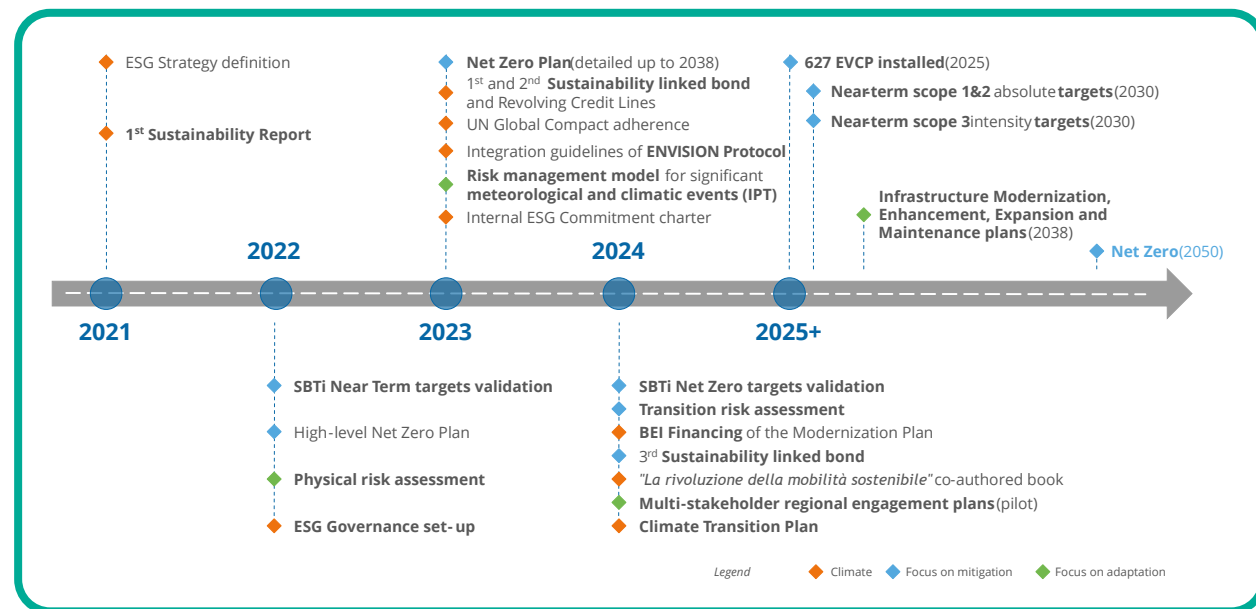 ESG Strategy definition
1st Sustainability Report
Net Zero Plan (detailed up to 2038)
1st and 2nd Sustainability linked bond
and Revolving Credit Lines
UN Global Compact adherence
Integration guidelines of ENVISION Protocol
Risk management model for significant
meteorological and climatic events (IPT)
Internal ESG Commitment charter
627 EVCP installed (2025)
Near-term scope 1&2 absolute targets (2030)
Near-term scope 3 intensity targets (2030)
Infrastructure Modernization,
Enhancement, Expansion and
Maintenance plans (2038)
Net Zero (2050)
2022
2024
2021
2023
2025+
SBTi Near Term targets validation
High-level Net Zero Plan
Physical risk assessment
ESG Governance set-up
SBTi Net Zero targets validation
Transition risk assessment
BEI Financing of the Modernization Plan
3rd Sustainability linked bond
"La rivoluzione della mobilità sostenibile" co-authored book
Multi-stakeholder regional engagement plans (pilot)
Climate Transition Plan
Legend Climate Focus on mitigation Focus on adaptation